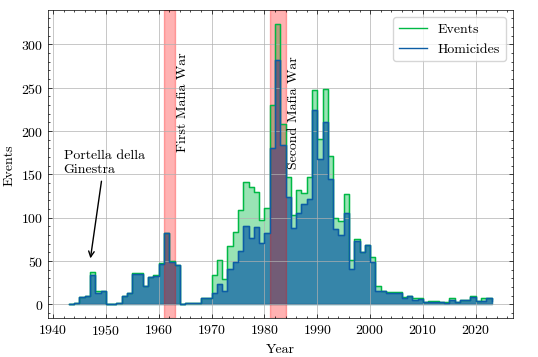 Events
Homicides
First Mafia War
Second Mafia War
Portella della
Ginestra
Events
300
250
200
150
100
50
0
1940 1950 1960 1970 1980 1990 2000 2010 2020
Year